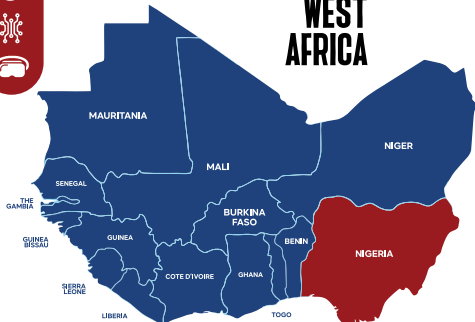 WEST
AFRICA
MAURITANIA
MALI
NIGER
SENEGAL
THE
GAMBIA
GUINEA
BISSAU
GUINEA
BURKINA
FASO
BENIN
NIGERIA
SIERRA
LEONE
COTE D'IVOIRE
GHANA
LIBERIA
TOGO